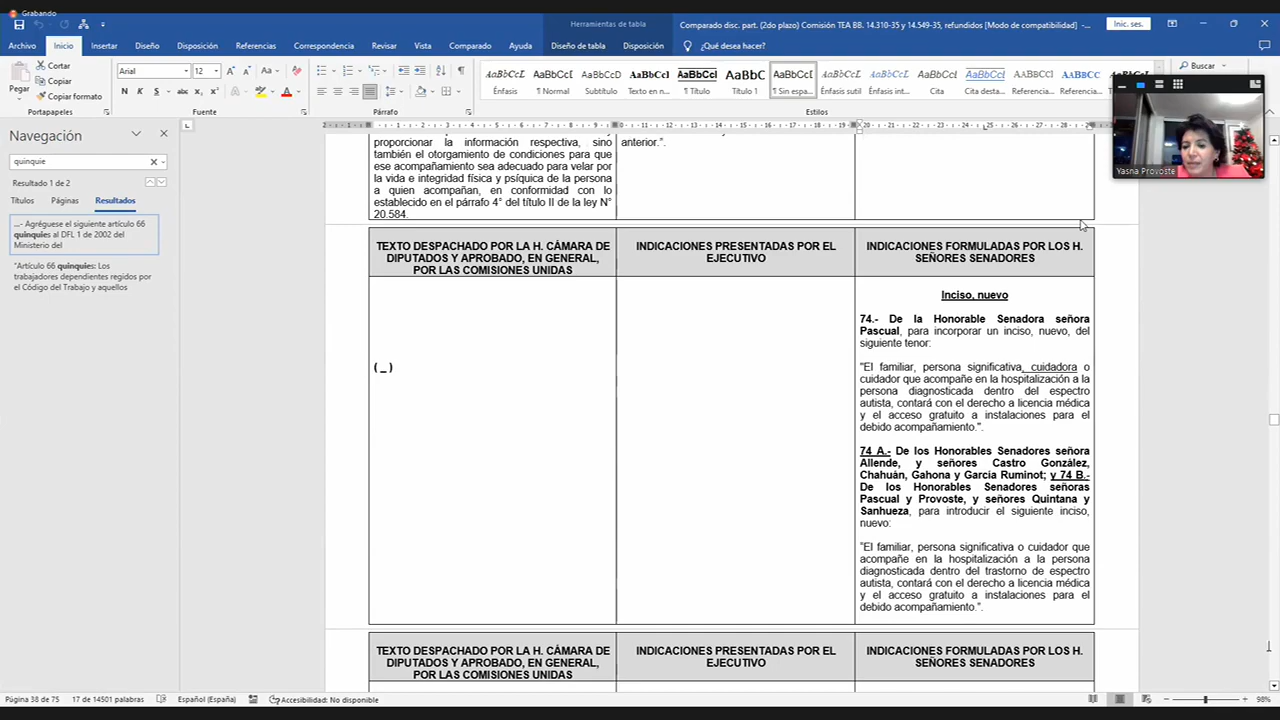 Grabando
Herramientas de tabla
Comparado disc. part. (2do plazo) Comisión TEA BB. 14.310-35 y 14.549-35, refundidos [Modo de compatibilidad] -...
Inic. ses.
Archivo Inicio Insertar Diseño Disposición Referencias Correspondencia Revisar Vista Comparado Ayuda Diseño de tabla Disposición ¿Qué desea hacer?
Pegar
Cortar
Copiar
Copiar formato
Portapapeles
Arial 12
Fuente
Párrafo
AaBbCcL Énfasis
AaBbCcI ¶ Normal
AaBbCcD Subtítulo
AaBbCcl Texto en n...
AaBbCcI ¶ Título
AaBbC Título 1
AaBbCcI ¶ Sin espa...
AaBbCcL Énfasis sutil
AaBbCcL Énfasis int...
AaBbCcI Cita
AaBbCcI Cita desta...
AABBCCI Referencia...
AABBCCI Referencia...
Estilos
Buscar
Yasna Provoste
Navegación
quinquie
Resultado 1 de 2
Títulos Páginas Resultados
...- Agréguese el siguiente artículo 66
quinquies al DFL 1 de 2002 del
Ministerio del
"Artículo 66 quinquies: Los
trabajadores dependientes regidos por
el Código del Trabajo y aquellos
proporcionar la información respectiva, sino
también el otorgamiento de condiciones para que
ese acompañamiento sea adecuado para velar por
la vida e integridad física y psíquica de la persona
a quien acompañan, en conformidad con lo
establecido en el párrafo 4° del título II de la ley N°
20.584.
anterior.".
TEXTO DESPACHADO POR LA H. CÁMARA DE
DIPUTADOS Y APROBADO, EN GENERAL,
POR LAS COMISIONES UNIDAS
INDICACIONES PRESENTADAS POR EL
EJECUTIVO
INDICACIONES FORMULADAS POR LOS H.
SEÑORES SENADORES
( _ )
Inciso, nuevo
74.- De la Honorable Senadora señora
Pascual, para incorporar un inciso, nuevo, del
siguiente tenor:
"El familiar, persona significativa, cuidadora o
cuidador que acompañe en la hospitalización a la
persona diagnosticada dentro del espectro
autista, contará con el derecho a licencia médica
y el acceso gratuito a instalaciones para el
debido acompañamiento.".
74 A.- De los Honorables Senadores señora
Allende, y señores Castro González,
Chahuán, Gahona y García Ruminot; y 74 B.-
De los Honorables Senadores señoras
Pascual y Provoste, y señores Quintana y
Sanhueza, para introducir el siguiente inciso,
nuevo:
"El familiar, persona significativa o cuidador que
acompañe en la hospitalización a la persona
diagnosticada dentro del trastorno de espectro
autista, contará con el derecho a licencia médica
y el acceso gratuito a instalaciones para el
debido acompañamiento.".
TEXTO DESPACHADO POR LA H. CÁMARA DE
DIPUTADOS Y APROBADO, EN GENERAL,
POR LAS COMISIONES UNIDAS
INDICACIONES PRESENTADAS POR EL
EJECUTIVO
INDICACIONES FORMULADAS POR LOS H.
SEÑORES SENADORES
Página 38 de 75 17 de 14501 palabras Español (España) Accesibilidad: No disponible 98%